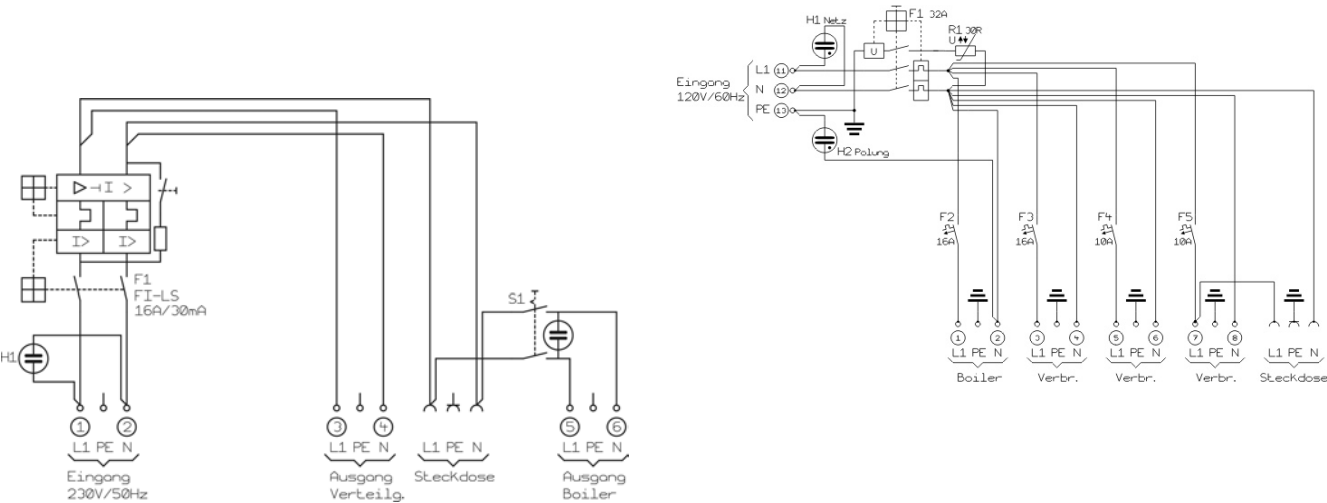 I >
I> I>
F1
FI-LS
16A/30mA
H1
S1
1 2 3 4 5 6
L1 PE N L1 PE N L1 PE N L1 PE N
Eingang
230V/50Hz
Ausgang
Verteilg.
Steckdose
Ausgang
Boiler
H1 Netz
F1 32A
R1 30R
U
U
Eingang
120V/60Hz
L1 11
N 12
PE 13
H2 Polung
F2
16A
F3
16A
F4
10A
F5
10A
1 2 3 4 5 6 7 8
L1 PE N L1 PE N L1 PE N L1 PE N L1 PE N
Boiler Verbr. Verbr. Verbr. Steckdose